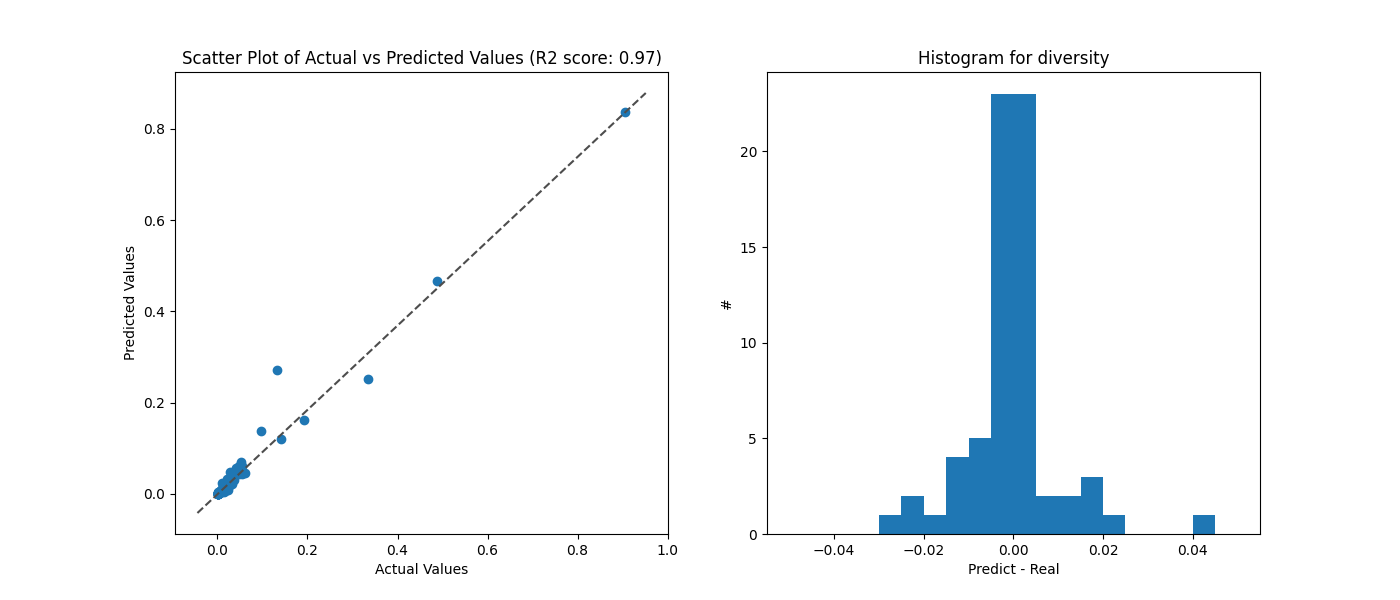 Scatter Plot of Actual vs Predicted Values (R2 score: 0.97)
0.8
0.6
0.4
0.2
0.0
Predicted Values
0.0 0.2 0.4 0.6 0.8 1.0
Actual Values
Histogram for diversity
20
15
10
5
0
#
−0.04 −0.02 0.00 0.02 0.04
Predict - Real